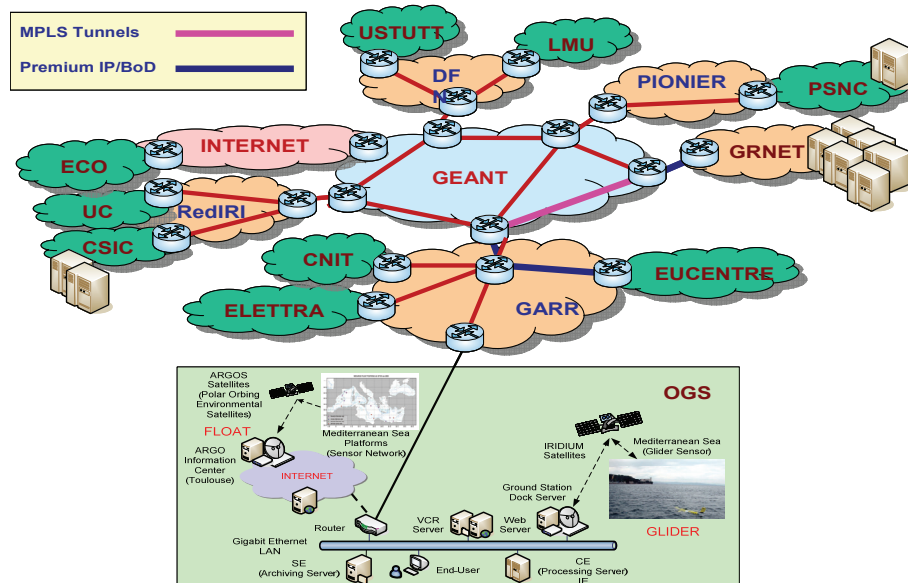 MPLS Tunnels
Premium IP/BoD
USTUTT
LMU
DF
N
PIONIER
PSNC
INTERNET
ECO
GEANT
GRNET
UC
RedIRI
CSIC
CNIT
EUCENTRE
ELETTRA
GARR
OGS
ARGOS
Satellites
(Polar Orbing
Environmental
Satellites)
FLOAT
Mediterranean Sea
Platforms
(Sensor Network)
ARGO
Information
Center
(Toulouse)
INTERNET
IRIDIUM
Satellites
Mediterranean Sea
(Glider Sensor)
Ground Station
Dock Server
GLIDER
Router
VCR
Server
Web
Server
Gigabit Ethernet
LAN
SE
(Archiving Server)
End-User
CE
(Processing Server)
IE